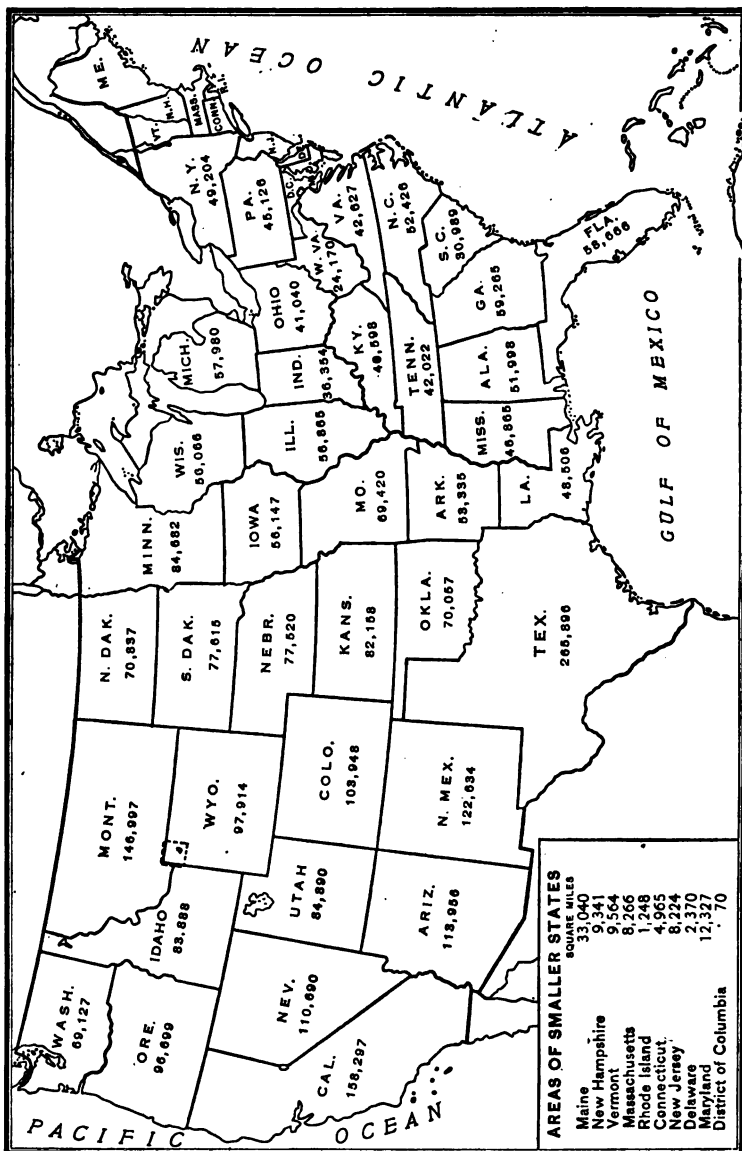 PACIFIC OCEAN
ATLANTIC OCEAN
GULF OF MEXICO
WASH.
69,127
ORE.
96,699
CAL.
158,297
NEV.
110,690
IDAHO
83,888
MONT.
146,997
WYO.
97,914
UTAH
84,890
ARIZ.
113,956
COLO.
103,948
N. MEX.
122,634
N. DAK.
70,837
S. DAK.
77,615
NEBR.
77,520
KANS.
82,158
OKLA.
70,057
TEX.
265,896
MINN.
84,682
IOWA
56,147
MO.
69,420
ARK.
53,335
LA.
48,506
WIS.
56,066
ILL.
56,665
MICH.
57,980
IND.
36,354
OHIO
41,040
KY.
40,598
TENN.
42,022
MISS.
46,865
ALA.
51,998
GA.
59,265
FLA.
58,666
S.C.
30,989
N.C.
52,426
VA.
42,627
W. VA.
24,170
PA.
45,126
N.Y.
49,204
VT.
N.H.
ME.
MASS.
CONN.
R.I.
N.J.
D.C.
AREAS OF SMALLER STATES
SQUARE MILES
Maine 33,040
New Hampshire 9,341
Vermont 9,564
Massachusetts 8,266
Rhode Island 1,248
Connecticut. 4,965
New Jersey 8,224
Delaware 2,370
Maryland 12,327
District of Columbia 70